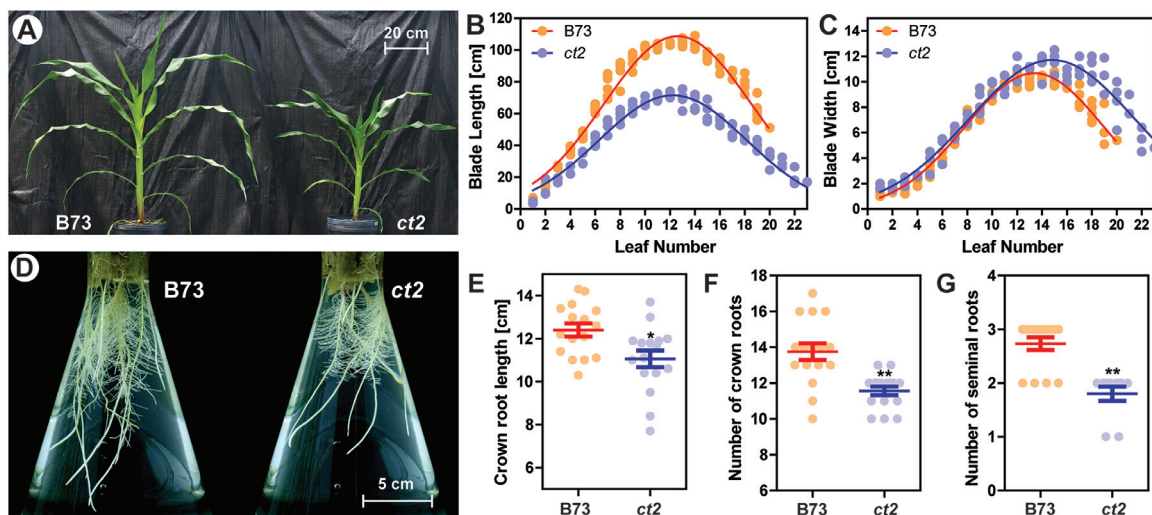 A
20 cm
B73
ct2
B
B73
ct2
Blade Length [cm]
120
100
80
60
40
20
0
0 2 4 6 8 10 12 14 16 18 20 22
Leaf Number
C
B73
ct2
Blade Width [cm]
14
12
10
8
6
4
2
0
0 2 4 6 8 10 12 14 16 18 20 22
Leaf Number
D
B73
ct2
5 cm
E
Crown root length [cm]
14
12
10
8
6
*
B73 ct2
F
Number of crown roots
18
16
14
12
10
8
6
**
B73 ct2
G
Number of seminal roots
4
3
2
1
0
**
B73 ct2